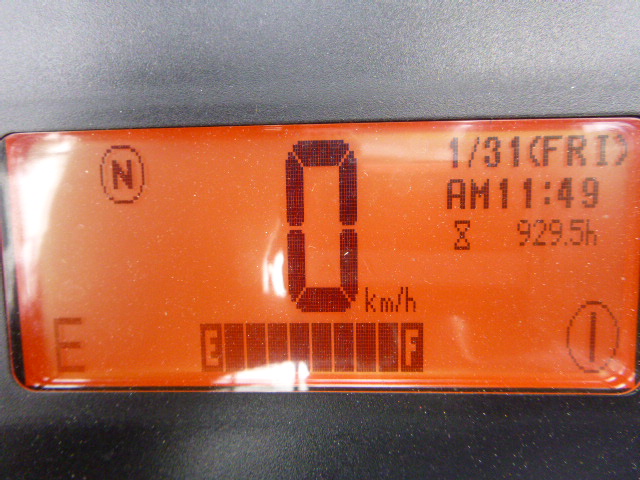 N
0 km/h
1/31(FRI)
AM11:49
929.5h
E
E F
I